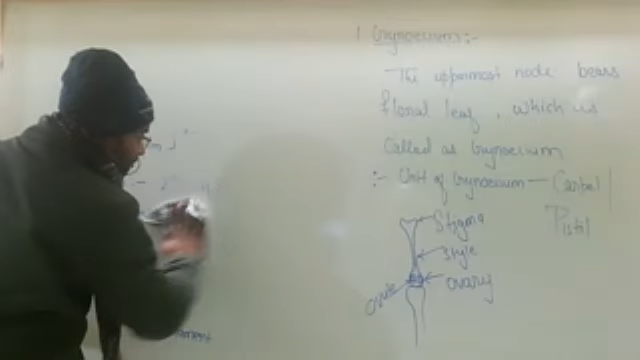 1 Gynoecium:-
The uppermost node bears
floral leaf, which is
called as Gynoecium
:- Unit of Gynoecium - Carpel |
Pistil
Stigma
style
ovary
ovule